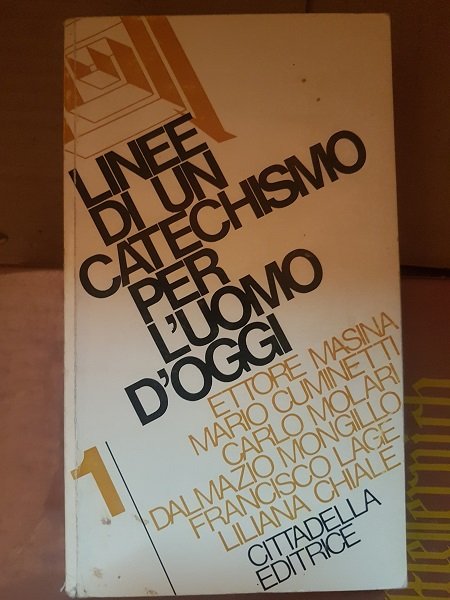 LINEE
DI UN
CATECHISMO
PER
L'UOMO
D'OGGI
ETTORE MASINA
MARIO CUMINETTI
CARLO MOLARI
DALMAZIO MONGILLO
FRANCISCO LAGE
LILIANA CHIALE
1
CITTADELLA
EDITRICE